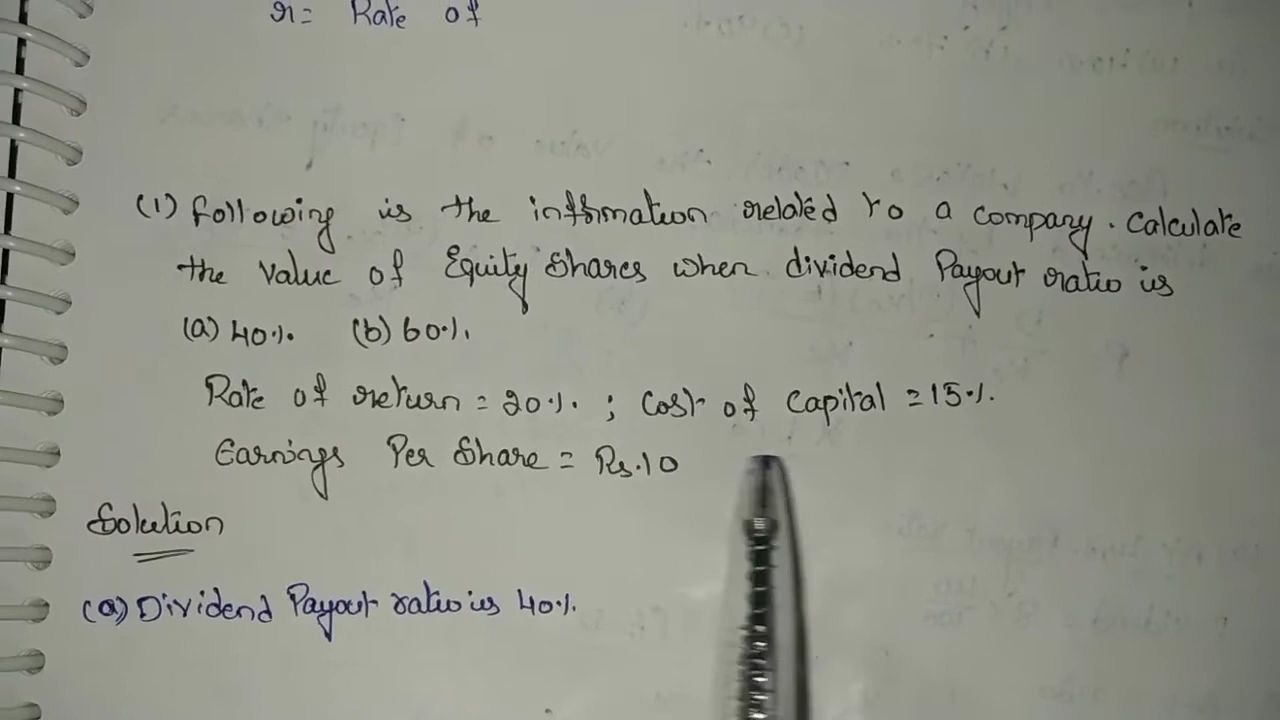 r= Rate of
(1) Following is the infrmation related to a company. Calculate
the value of Equity Shares when dividend Payout ratio is
(a) 40%. (b) 60%.
Rate of return = 20%. ; Cost of Capital = 15%.
Earnings Per Share = Rs.10
Solution
(a) Dividend Payout ratio is 40%.